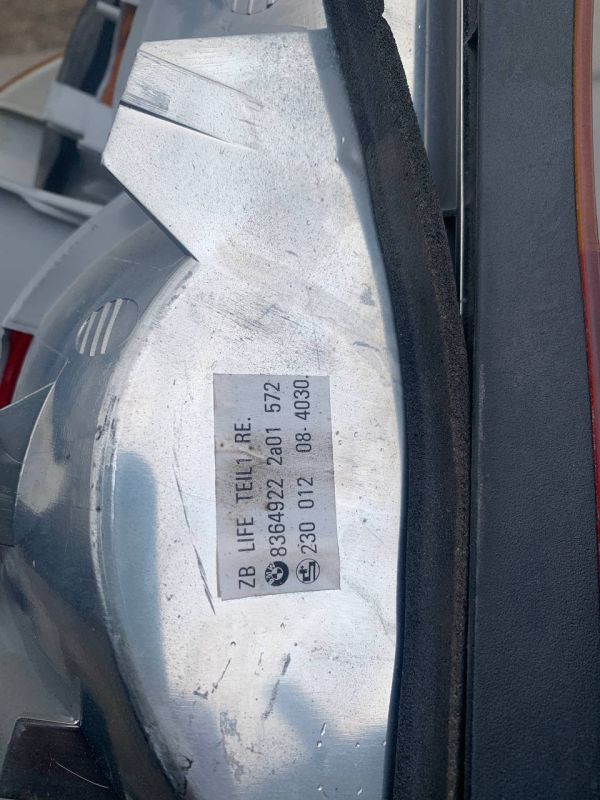 ZB LIFE TEIL1 RE.
8364922 2a01 572
230 012 08-4030.